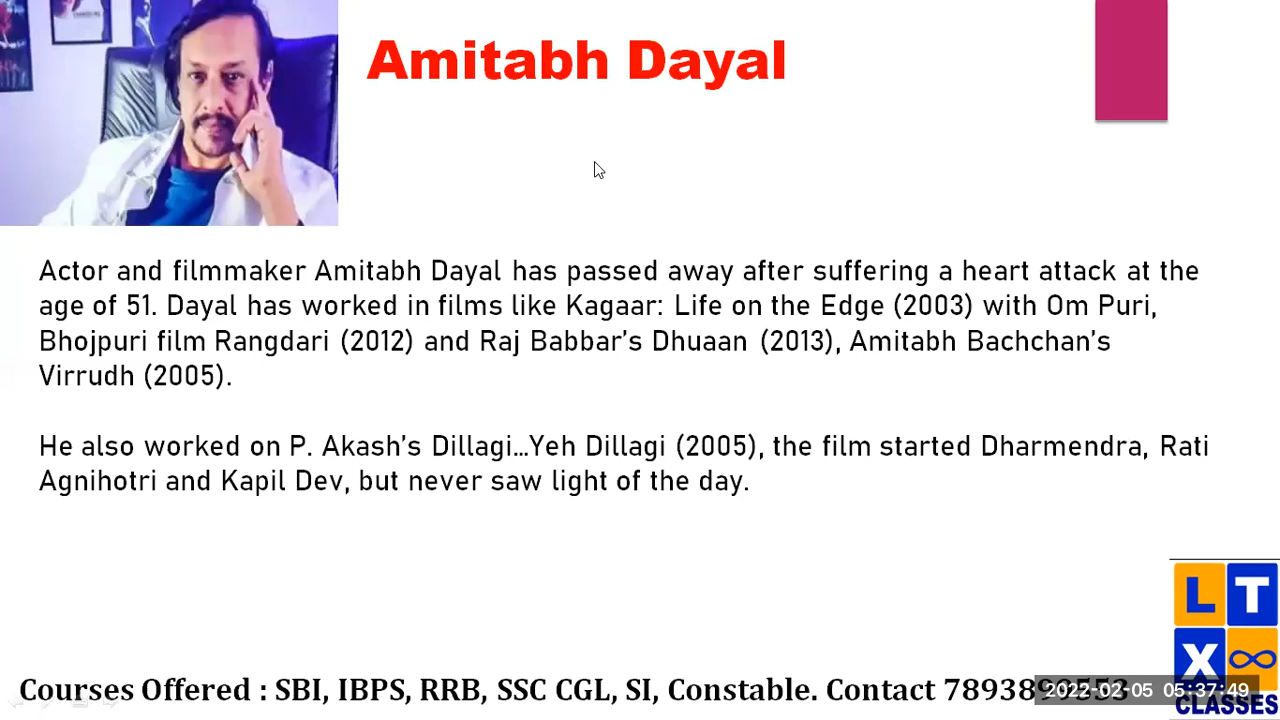 Amitabh Dayal
Actor and filmmaker Amitabh Dayal has passed away after suffering a heart attack at the
age of 51. Dayal has worked in films like Kagaar: Life on the Edge (2003) with Om Puri,
Bhojpuri film Rangdari (2012) and Raj Babbar’s Dhuaan (2013), Amitabh Bachchan’s
Virrudh (2005).
He also worked on P. Akash’s Dillagi...Yeh Dillagi (2005), the film started Dharmendra, Rati
Agnihotri and Kapil Dev, but never saw light of the day.
L T
X ∞
CLASSES
Courses Offered : SBI, IBPS, RRB, SSC CGL, SI, Constable. Contact
2022-02-05 05:37:49